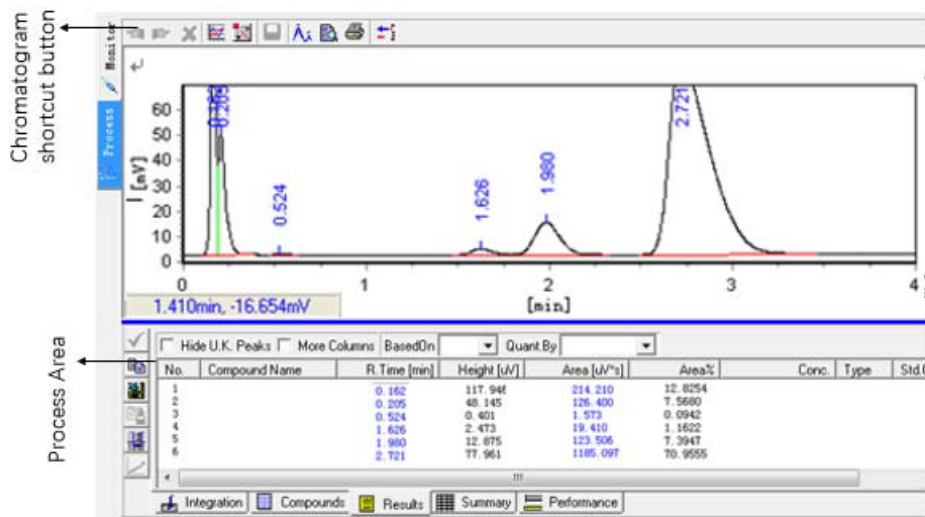 Chromatogram
shortcut button
Monitor
Process
60
50
40
30
20
10
0
[mV]
0.205
0.524
1.626
1.980
2.721
0 1 2 3 4
[min]
1.410min, -16.654mV
Process Area
Hide U.K. Peaks More Columns BasedOn Quant.By
No. Compound Name R.Time [min] Height [uV] Area [uV*s] Area% Conc. Type Std.
1 0.162 117.946 214.210 12.8254
2 0.205 48.145 126.400 7.5680
3 0.524 0.401 1.573 0.0942
4 1.626 2.473 19.410 1.1622
5 1.980 12.875 123.506 7.3947
6 2.721 77.961 1185.097 70.9555
Integration Compounds Results Summary Performance